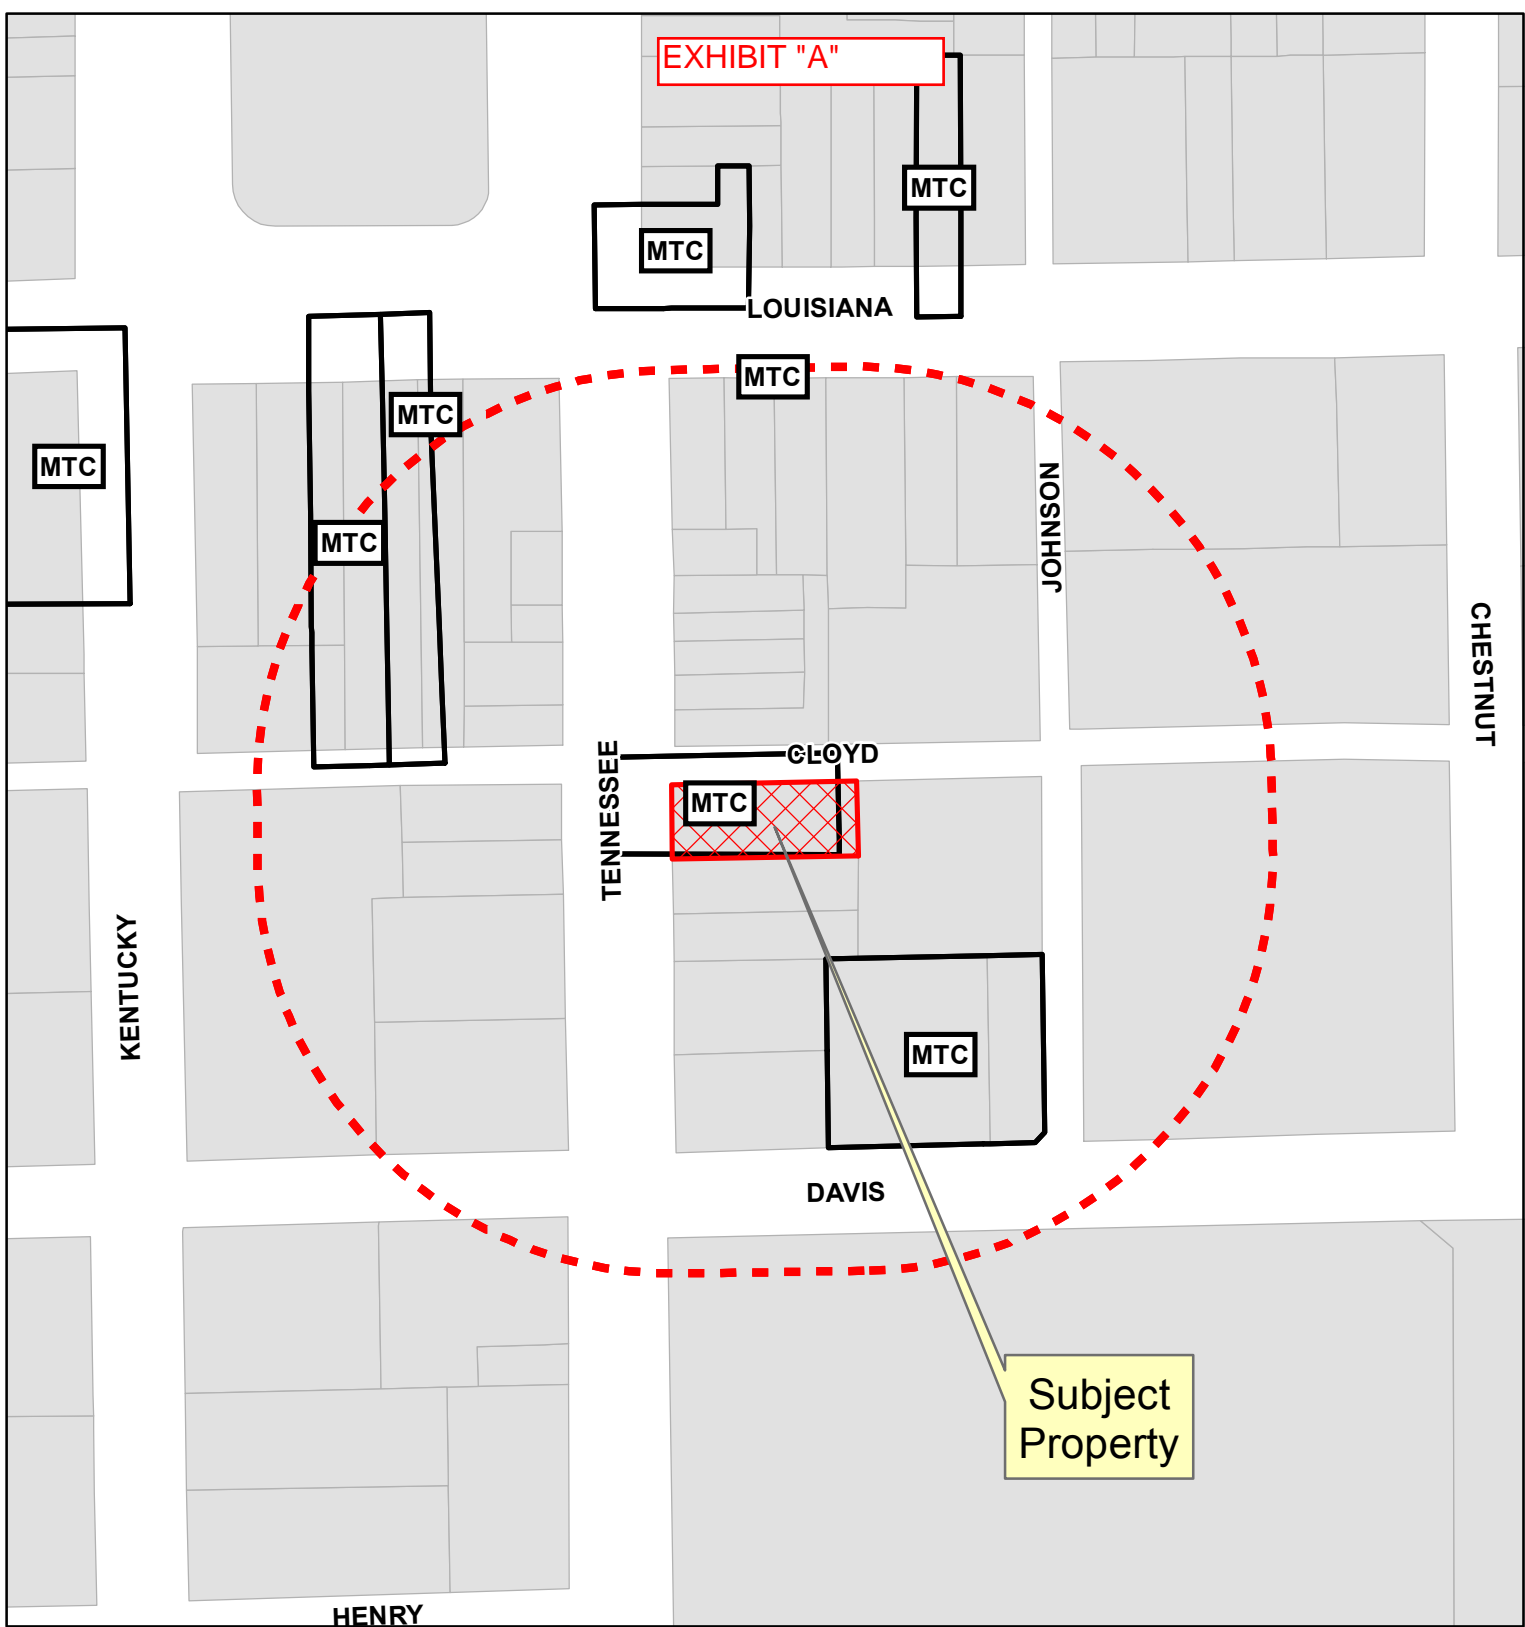 EXHIBIT "A"
MTC
MTC
LOUISIANA
MTC
MTC
MTC
JOHNSON
MTC
CHESTNUT
CLOYD
TENNESSEE
MTC
KENTUCKY
MTC
DAVIS
Subject
Property
HENRY